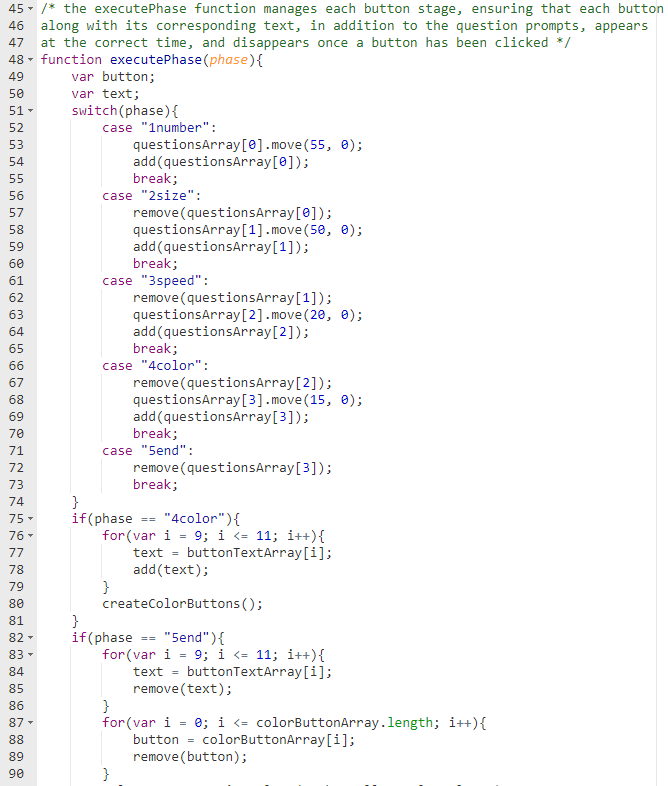 45 /* the executePhase function manages each button stage, ensuring that each button
46 along with its corresponding text, in addition to the question prompts, appears
47 at the correct time, and disappears once a button has been clicked */
48 function executePhase(phase){
49 var button;
50 var text;
51 switch(phase){
52 case "1number":
53 questionsArray[0].move(55, 0);
54 add(questionsArray[0]);
55 break;
56 case "2size":
57 remove(questionsArray[0]);
58 questionsArray[1].move(50, 0);
59 add(questionsArray[1]);
60 break;
61 case "3speed":
62 remove(questionsArray[1]);
63 questionsArray[2].move(20, 0);
64 add(questionsArray[2]);
65 break;
66 case "4color":
67 remove(questionsArray[2]);
68 questionsArray[3].move(15, 0);
69 add(questionsArray[3]);
70 break;
71 case "5end":
72 remove(questionsArray[3]);
73 break;
74 }
75 if(phase == "4color"){
76 for(var i = 9; i <= 11; i++){
77 text = buttonTextArray[i];
78 add(text);
79 }
80 createColorButtons();
81 }
82 if(phase == "5end"){
83 for(var i = 9; i <= 11; i++){
84 text = buttonTextArray[i];
85 remove(text);
86 }
87 for(var i = 0; i <= colorButtonArray.length; i++){
88 button = colorButtonArray[i];
89 remove(button);
90 }